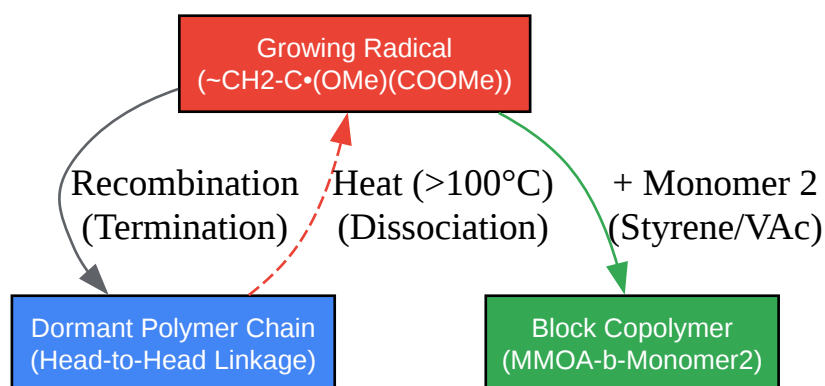 Growing Radical
(~CH2-C•(OMe)(COOMe))
Recombination
(Termination)
Heat (>100°C)
(Dissociation)
+ Monomer 2
(Styrene/VAc)
Dormant Polymer Chain
(Head-to-Head Linkage)
Block Copolymer
(MMOA-b-Monomer2)